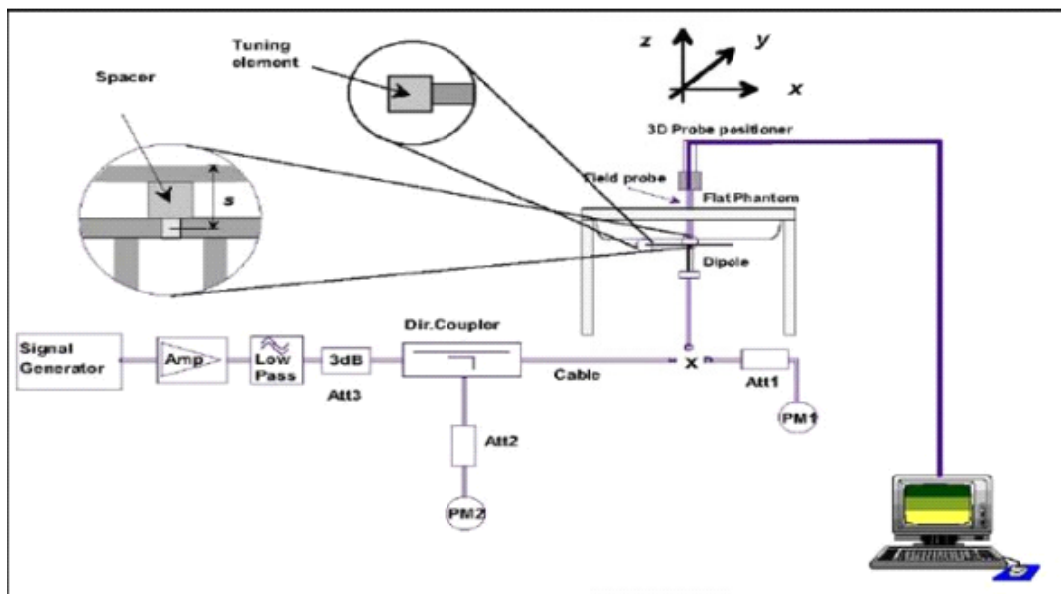 Tuning
element
Spacer
s
z
y
x
3D Probe positioner
Field probe
Flat Phantom
Dipole
Dir.Coupler
Signal
Generator
Amp
Low
Pass
3dB
Att3
Cable
x
Att1
PM1
Att2
PM2